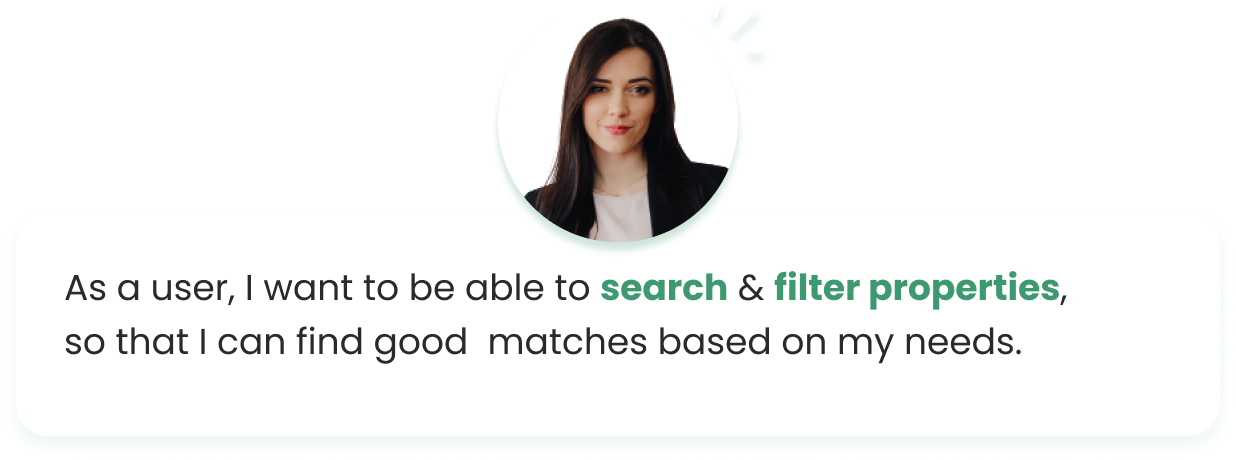 As a user, I want to be able to search & filter properties,
so that I can find good  matches based on my needs.